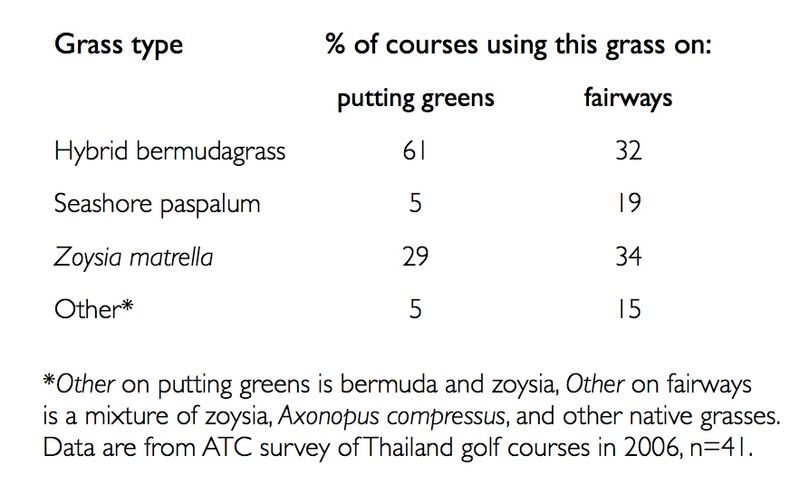 Grass type % of courses using this grass on:
putting greens fairways
Hybrid bermudagrass 61 32
Seashore paspalum 5 19
Zoysia matrella 29 34
Other* 5 15
*Other on putting greens is bermuda and zoysia, Other on fairways
is a mixture of zoysia, Axonopus compressus, and other native grasses.
Data are from ATC survey of Thailand golf courses in 2006, n=41.